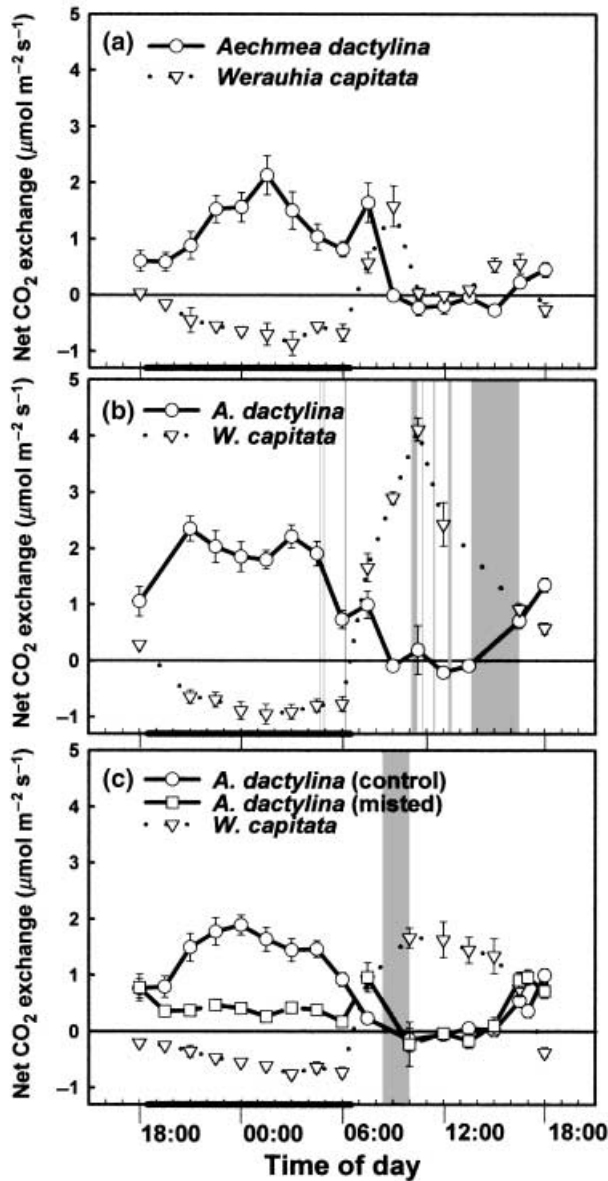 (a)
Aechmea dactylina
Werauhia capitata
Net CO2 exchange (μmol m−2 s−1)
5
4
3
2
1
0
−1
(b)
A. dactylina
W. capitata
Net CO2 exchange (μmol m−2 s−1)
5
4
3
2
1
0
−1
(c)
A. dactylina (control)
A. dactylina (misted)
W. capitata
Net CO2 exchange (μmol m−2 s−1)
5
4
3
2
1
0
−1
18:00 00:00 06:00 12:00 18:00
Time of day